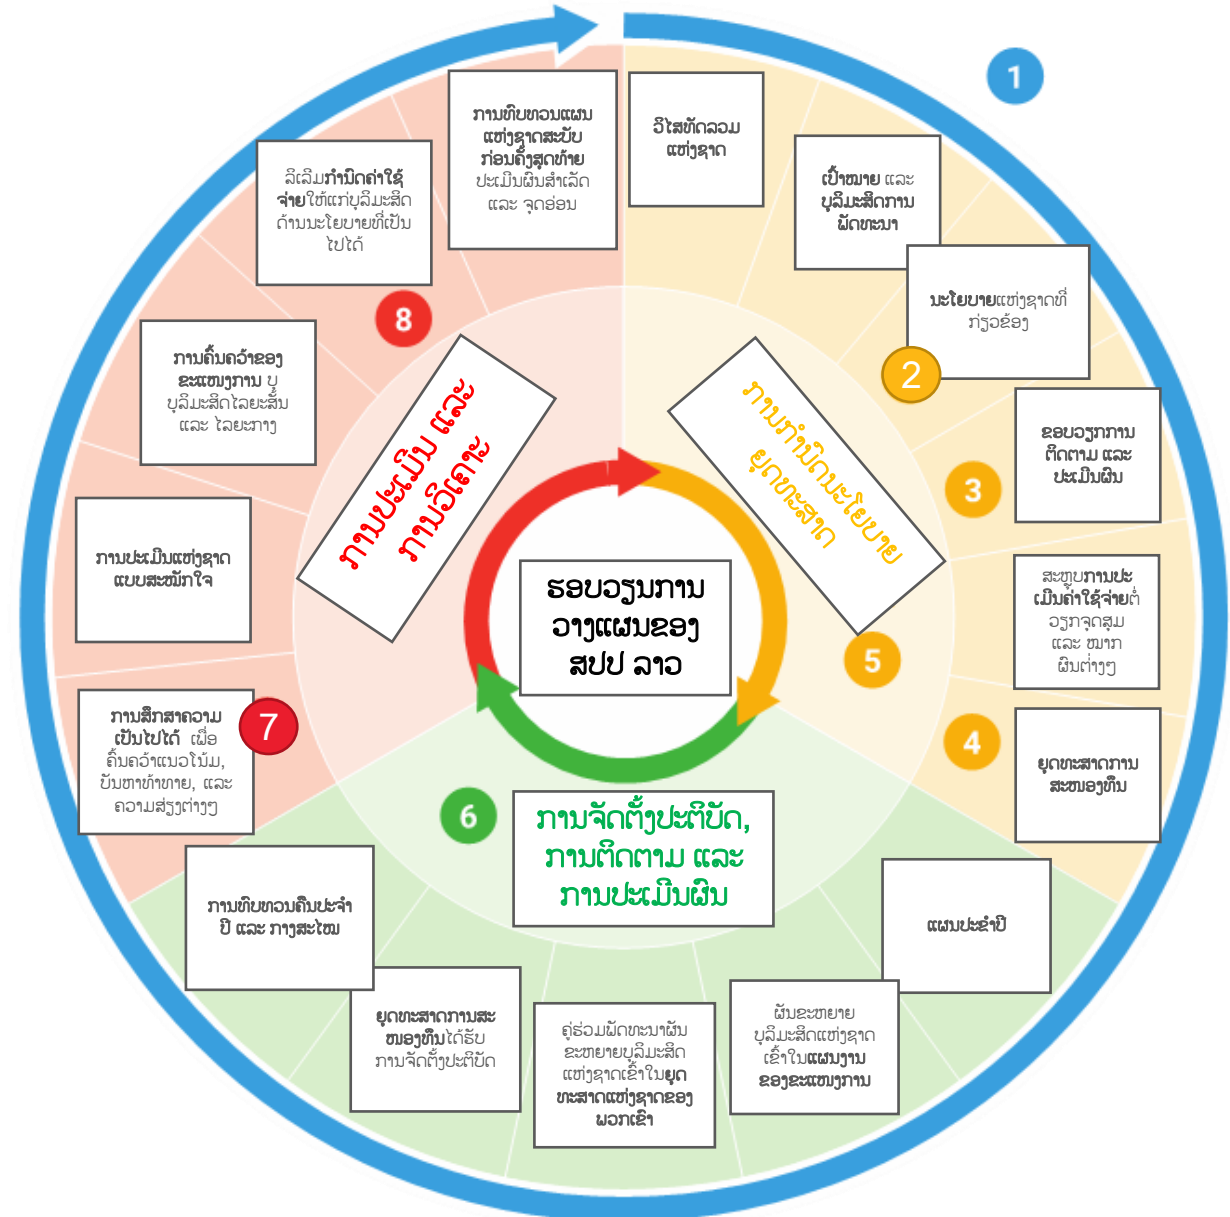 1
ວິໄສທັດລວມ
ແຫ່ງຊາດ
ເປົ້າໝາຍ ແລະ
ບຸລິມະສິດການ
ພັດທະນາ
ນະໂຍບາຍແຫ່ງຊາດທີ່
ກ່ຽວຂ້ອງ
2
ຂອບວຽກການ
ຕິດຕາມ ແລະ
ປະເມີນຜົນ
3
ສະຫຼຸບການປະ
ເມີນຄ່າໃຊ້ຈ່າຍຕໍ່
ວຽກຈຸດສຸມ
ແລະ ໝາກ
ຜົນຕ່່າງໆ
5
4
ຍຸດທະສາດການ
ສະໜອງທຶນ
ການກຳນົດນະໂຍບາຍ
ຍຸດທະສາດ
ແຜນປະຂຳປີ
ຜັນຂະຫຍາຍ
ບຸລິມະສິດແຫ່ງຊາດ
ເຂົ້າໃນແຜນງານ
ຂອງຂະແໜງການ
ຄູ່ຮ່ວມພັດທະນາຜັນ
ຂະຫຍາຍບຸລິມະສິດ
ແຫ່ງຊາດເຂົ້າໃນຍຸດ
ທະສາດແຫ່ງຊາດຂອງ
ພວກເຂົາ
ຍຸດທະສາດການສະ
ໜອງທຶນໄດ້ຮັບ
ການຈັດຕັ້ງປະຕິບັດ
ການທົບທວນຄືນປະຈຳ
ປີ ແລະ ກາງສະໄໝ
6
ການຈັດຕັ້ງປະຕິບັດ,
ການຕິດຕາມ ແລະ
ການປະເມີນຜົນ
ການສຶກສາຄວາມ
ເປັນໄປໄດ້ ເພື່ອ
ຄົ້ນຄວ້າແນວໂນ້ມ,
ບັນຫາທ້າທາຍ, ແລະ
ຄວາມສ່ຽງຕ່າງໆ
7
ການປະເມີນແຫ່ງຊາດ
ແບບສະໝັກໃຈ
ການຄົ້ນຄວ້າຂອງ
ຂະແໜງການ ບູ
ບຸລິມະສິດໄລຍະສັ້ນ
ແລະ ໄລຍະກາງ
ລິເລີມກຳນົດຄ່າໃຊ້
ຈ່າຍໃຫ້ແກ່ບຸລິມະສິດ
ດ້ານນະໂຍບາຍທີ່ເປັນ
ໄປໄດ້
8
ການທົບທວນແຜນ
ແຫ່ງຊາດສະບັບ
ກ່ອນຄັ້ງສຸດທ້າຍ
ປະເມີນຜົນສຳເລັດ
ແລະ ຈຸດອ່ອນ
ການປະເມີນ ແລະ
ການວິເຄາະ
ຮອບວຽນການ
ວາງແຜນຂອງ
ສປປ ລາວ